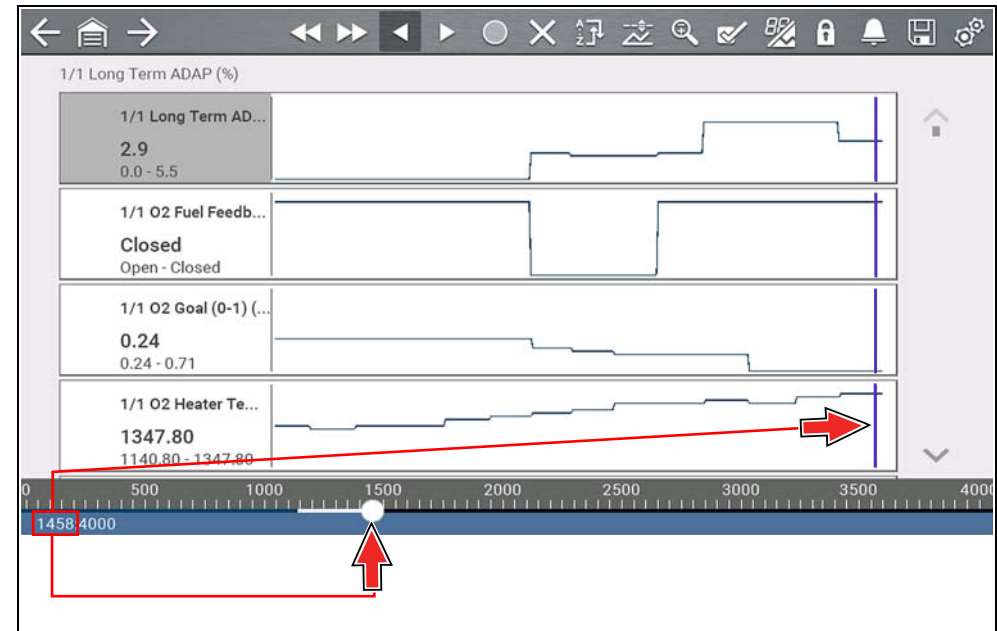 1/1 Long Term ADAP (%)
1/1 Long Term AD...
2.9
0.0 - 5.5
1/1 O2 Fuel Feedb...
Closed
Open - Closed
1/1 O2 Goal (0-1) (...
0.24
0.24 - 0.71
1/1 O2 Heater Te...
1347.80
1140.80 - 1347.80
0 500 1000 1500 2000 2500 3000 3500 4000
1458:4000